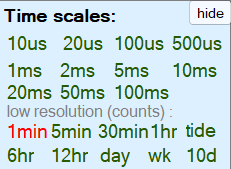 Time scales: hide
10us 20us 100us 500us
1ms 2ms 5ms 10ms
20ms 50ms 100ms
low resolution (counts) :
1min 5min 30min 1hr tide
6hr 12hr day wk 10d